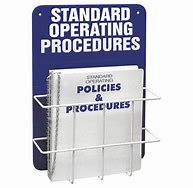 STANDARD
OPERATING
PROCEDURES
STANDARD
OPERATING
POLICIES
&
PROCEDURES